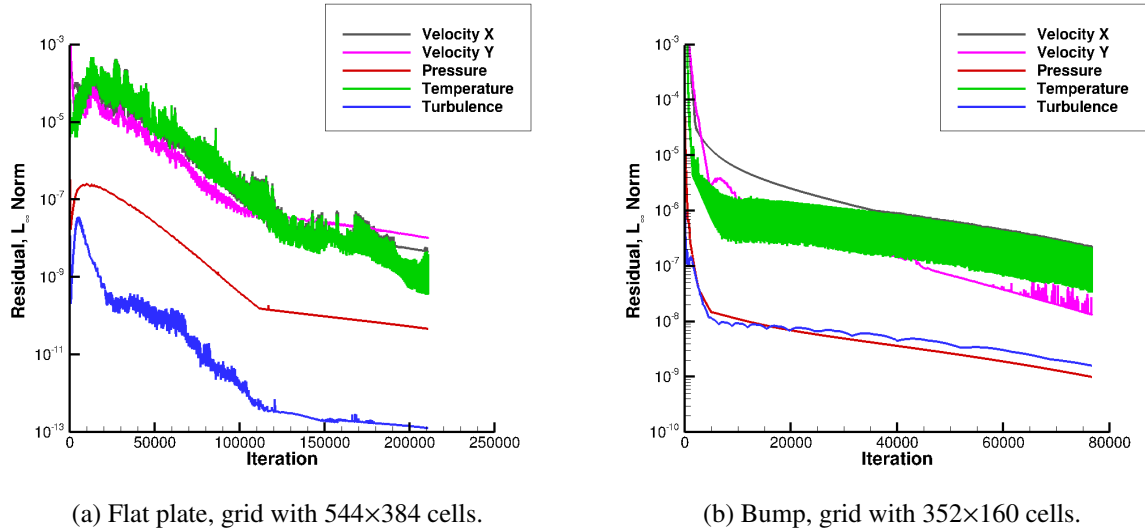 Velocity X
Velocity Y
Pressure
Temperature
Turbulence
10^-3
10^-5
10^-7
10^-9
10^-11
10^-13
Residual, L∞ Norm
0
50000
100000
150000
200000
250000
Iteration
(a) Flat plate, grid with 544×384 cells.
Velocity X
Velocity Y
Pressure
Temperature
Turbulence
10^-3
10^-4
10^-5
10^-6
10^-7
10^-8
10^-9
10^-10
Residual, L∞ Norm
0
20000
40000
60000
80000
Iteration
(b) Bump, grid with 352×160 cells.